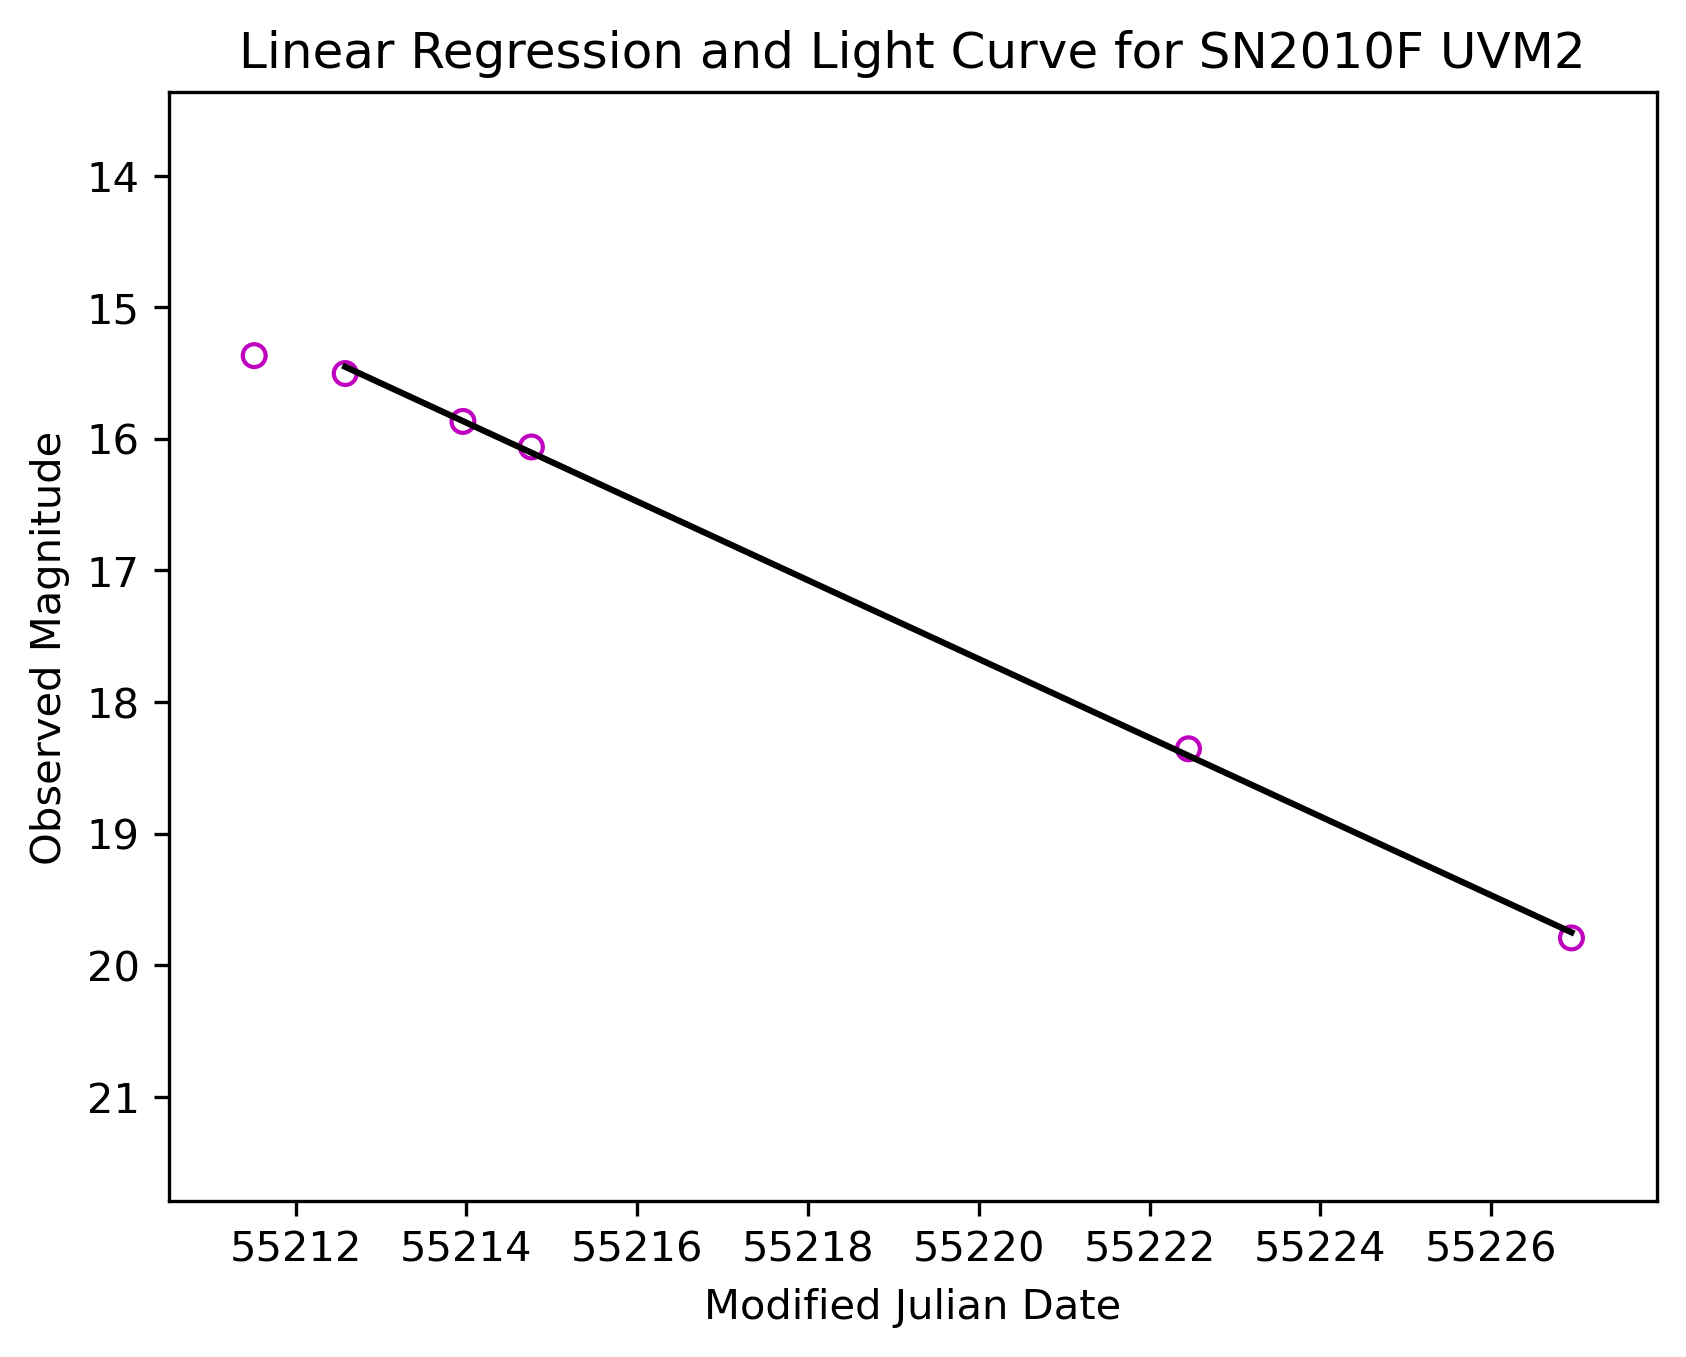 Linear Regression and Light Curve for SN2010F UVM2
14
15
16
17
18
19
20
21
Observed Magnitude
55212 55214 55216 55218 55220 55222 55224 55226
Modified Julian Date